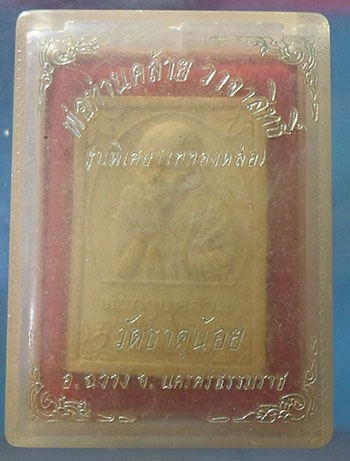 พ่อท่านคล้าย วาจาสิทธิ์
รุ่นพิเศษ(เททองหล่อ)
วัดธาตุน้อย
อ. ฉวาง จ. นครศรีธรรมราช